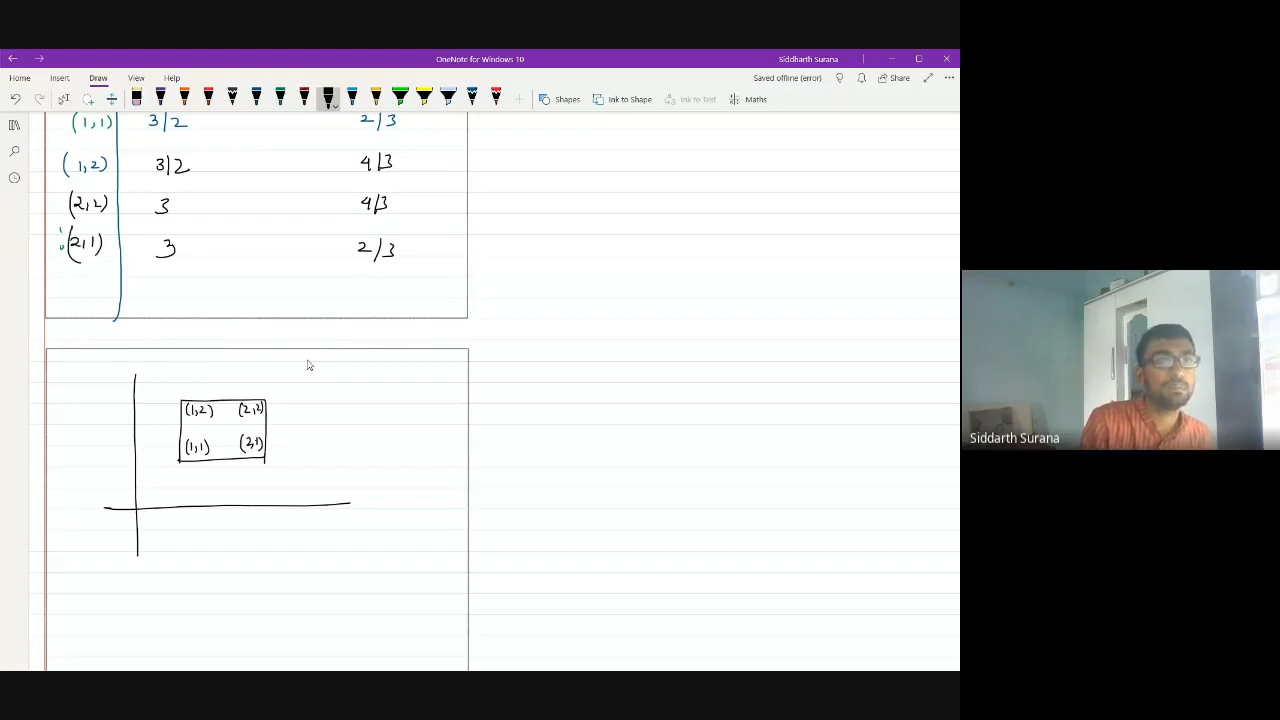 OneNote for Windows 10
Siddharth Surana
Home Insert Draw View Help
Saved offline (error) Share
Shapes Ink to Shape Ink to Text Maths
(1,1) 3/2 2/3
(1,2) 3/2 4/3
(2,2) 3 4/3
(2,1) 3 2/3
(1,2) (2,2)
(1,1) (2,1)
Siddarth Surana